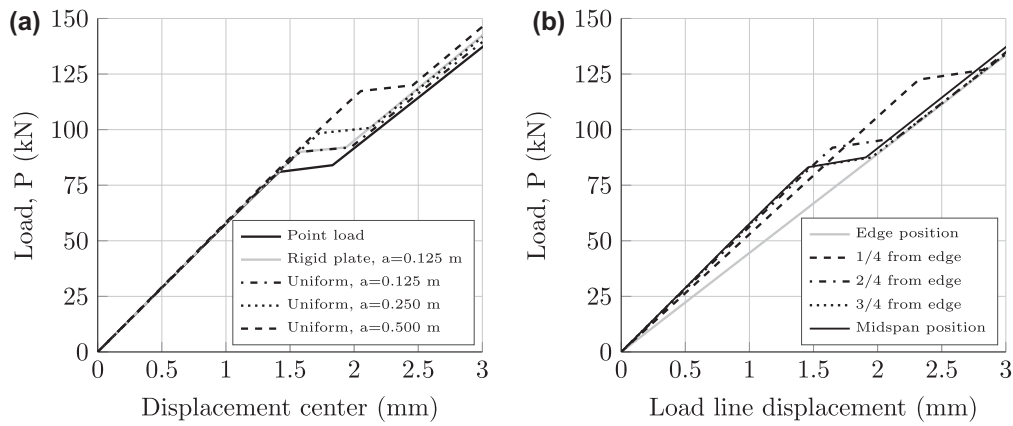 (a)
150
125
100
75
50
25
0
Load, P (kN)
0 0.5 1 1.5 2 2.5 3
Displacement center (mm)
Point load
Rigid plate, a=0.125 m
Uniform, a=0.125 m
Uniform, a=0.250 m
Uniform, a=0.500 m
(b)
150
125
100
75
50
25
0
Load, P (kN)
0 0.5 1 1.5 2 2.5 3
Load line displacement (mm)
Edge position
1/4 from edge
2/4 from edge
3/4 from edge
Midspan position